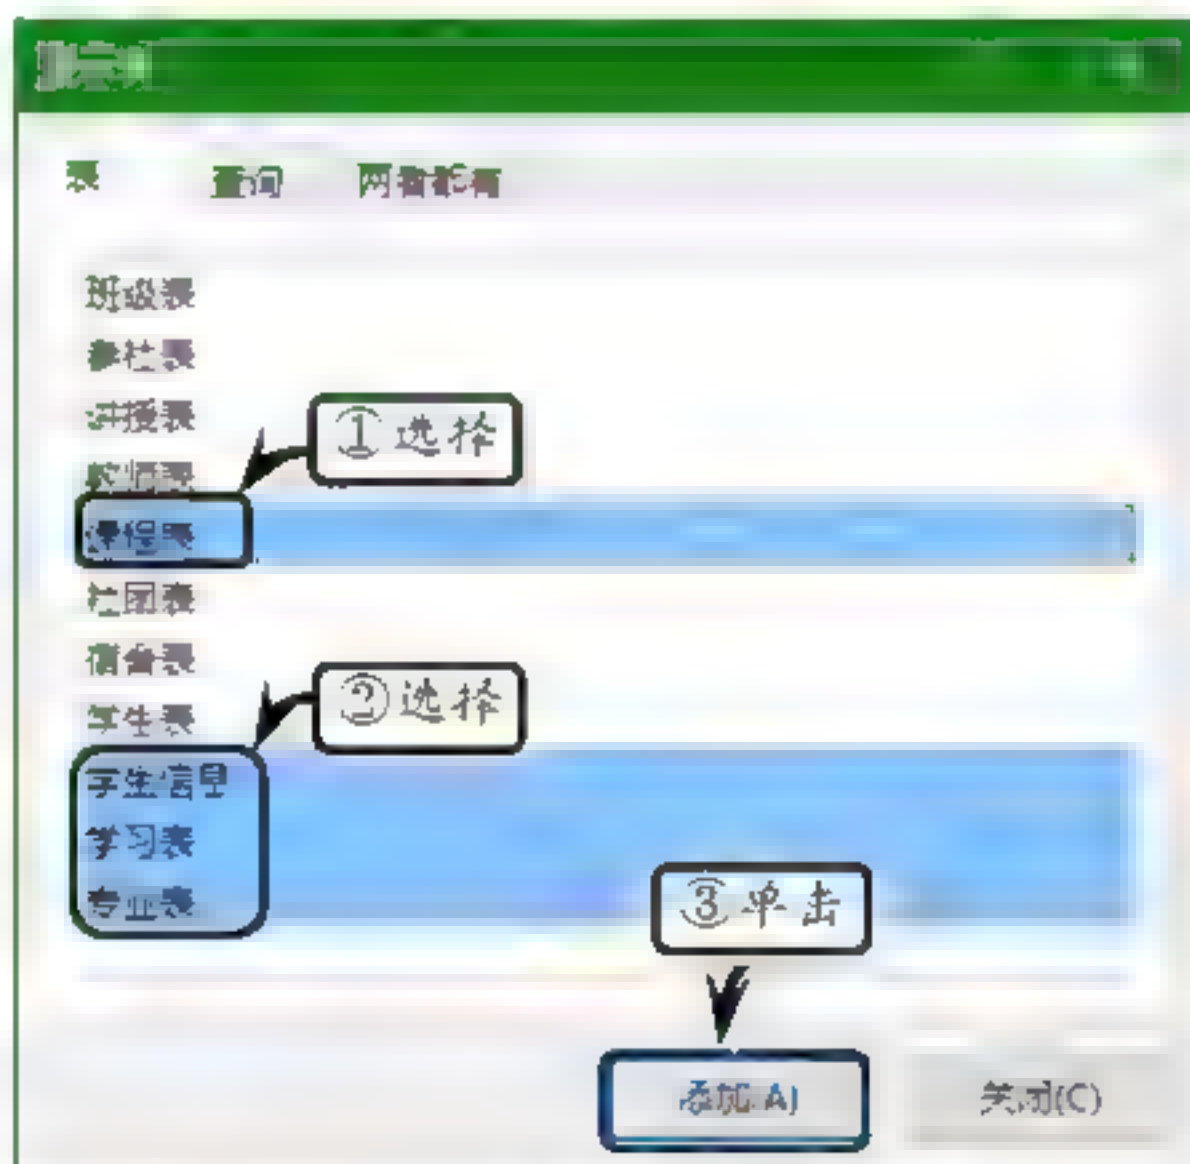 表 查询 两者都有
班级表
参社表
讲授表
①选择
教师表
课程表
社团表
宿舍表
②选择
学生表
学生信息
学习表
专业表
③单击
添加(A) 关闭(C)